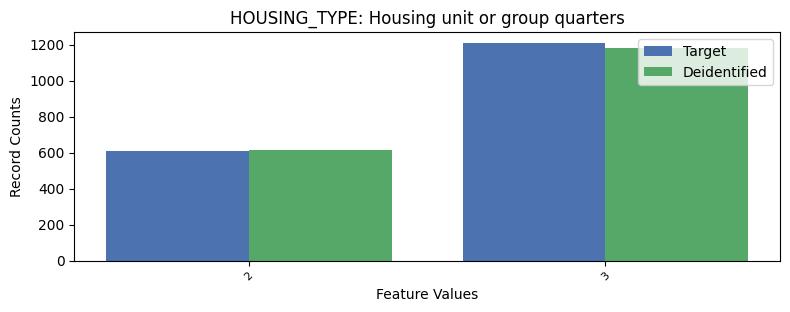 HOUSING_TYPE: Housing unit or group quarters
Target
Deidentified
Record Counts
1200
1000
800
600
400
200
0
2
3
Feature Values